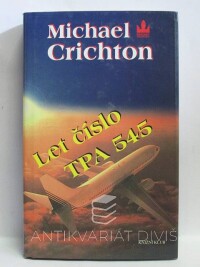 Michael
Crichton
Let číslo
TPA 545
ANTIKVARIÁT DIVIŠ